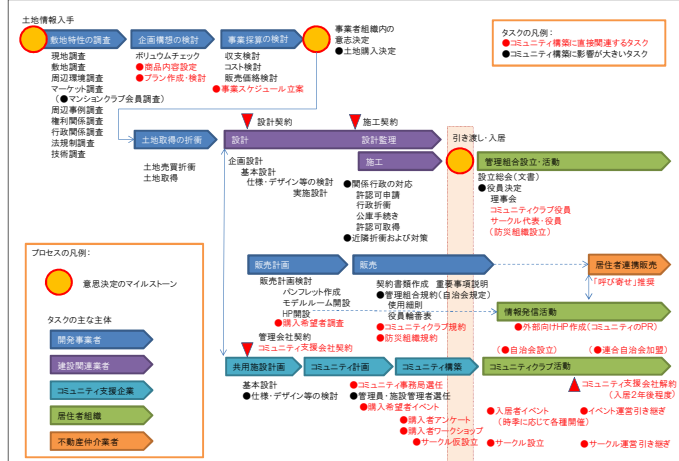 土地情報入手
敷地特性の調査
企画構想の検討
事業採算の検討
事業者組織内の
意志決定
●土地購入決定
現地調査
敷地調査
周辺環境調査
マーケット調査
(●マンションクラブ会員調査)
周辺事例調査
権利関係調査
行政関係調査
法規制調査
技術調査
ボリュウムチェック
●商品内容設定
●プラン作成・検討
収支検討
コスト検討
販売価格検討
●事業スケジュール立案
タスクの凡例:
●コミュニティ構築に直接関連するタスク
●コミュニティ構築に影響が大きいタスク
土地取得の折衝
土地売買折衝
土地取得
設計契約
施工契約
設計
設計監理
企画設計
基本設計
仕様・デザイン等の検討
実施設計
施工
●関係行政の対応
許認可申請
行政折衝
公庫手続き
許認可取得
●近隣折衝および対策
引き渡し・入居
管理組合設立・活動
設立総会(文書)
●役員決定
理事会
コミュニティクラブ役員
サークル代表・役員
(防災組織設立)
プロセスの凡例:
意思決定のマイルストーン
タスクの主な主体
開発事業者
建設関連業者
コミュニティ支援企業
居住者組織
不動産仲介業者
販売計画
販売計画検討
パンフレット作成
モデルルーム開設
HP開設
●購入希望者調査
販売
契約書類作成 重要事項説明
●管理組合規約(自治会規定)
使用細則
役員輪番表
●コミュニティクラブ規約
●防災組織規約
居住者連携販売
「呼び寄せ」推奨
情報発信活動
●外部向けHP作成(コミュニティのPR)
管理会社契約
コミュニティ支援会社契約
共用施設計画
コミュニティ計画
コミュニティ構築
(●自治会設立)
(●連合自治会加盟)
コミュニティクラブ活動
基本設計
●仕様・デザイン等の検討
●コミュニティ事務局選任
●管理員・施設管理者選任
●購入希望者イベント
●購入者アンケート
●購入者ワークショップ
●サークル仮設立
コミュニティ支援会社解約
(入居2年後程度)
●入居者イベント
(時季に応じて各種開催)
●イベント運営引き継ぎ
●サークル設立
●サークル運営引き継ぎ